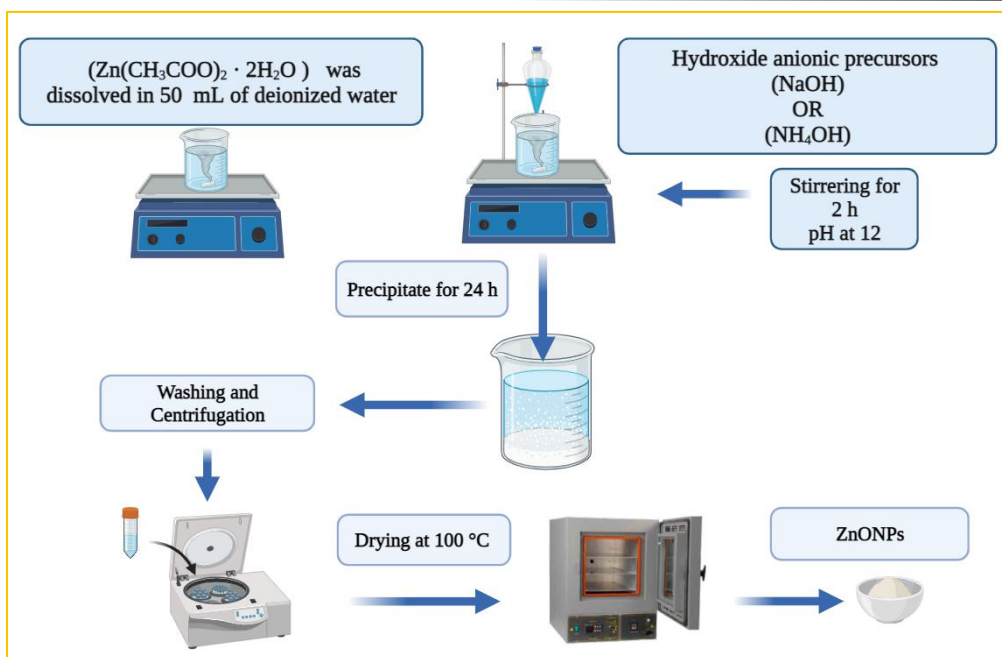 (Zn(CH₃COO)₂ · 2H₂O ) was
dissolved in 50 mL of deionized water
Hydroxide anionic precursors
(NaOH)
OR
(NH₄OH)
Stirrering for
2 h
pH at 12
Precipitate for 24 h
Washing and
Centrifugation
Drying at 100 °C
ZnONPs